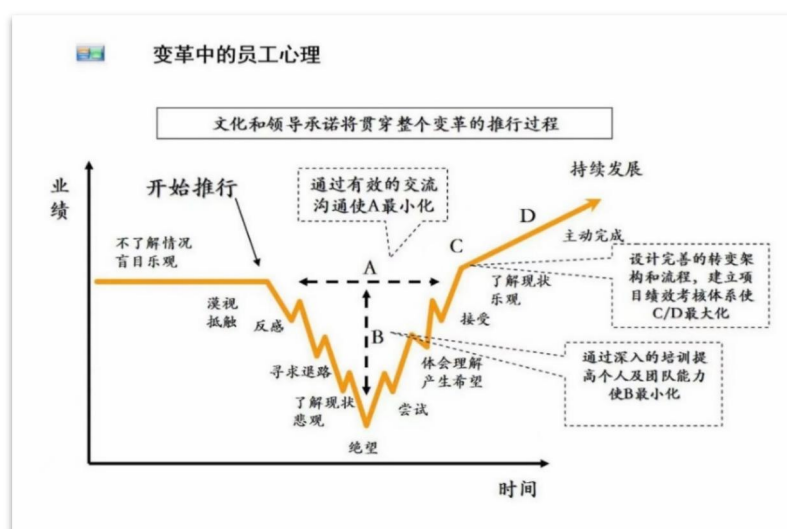 变革中的员工心理
文化和领导承诺将贯穿整个变革的推行过程
业
绩
开始推行
通过有效的交流
沟通使A最小化
持续发展
D
不了解情况
盲目乐观
C
主动完成
A
了解现状
乐观
设计完善的转变架
构和流程，建立项
目绩效考核体系使
C/D最大化
漠视
抵触
反感
接受
B
寻求退路
体会理解
产生希望
通过深入的培训提
高个人及团队能力
使B最小化
了解现状
悲观
尝试
绝望
时间